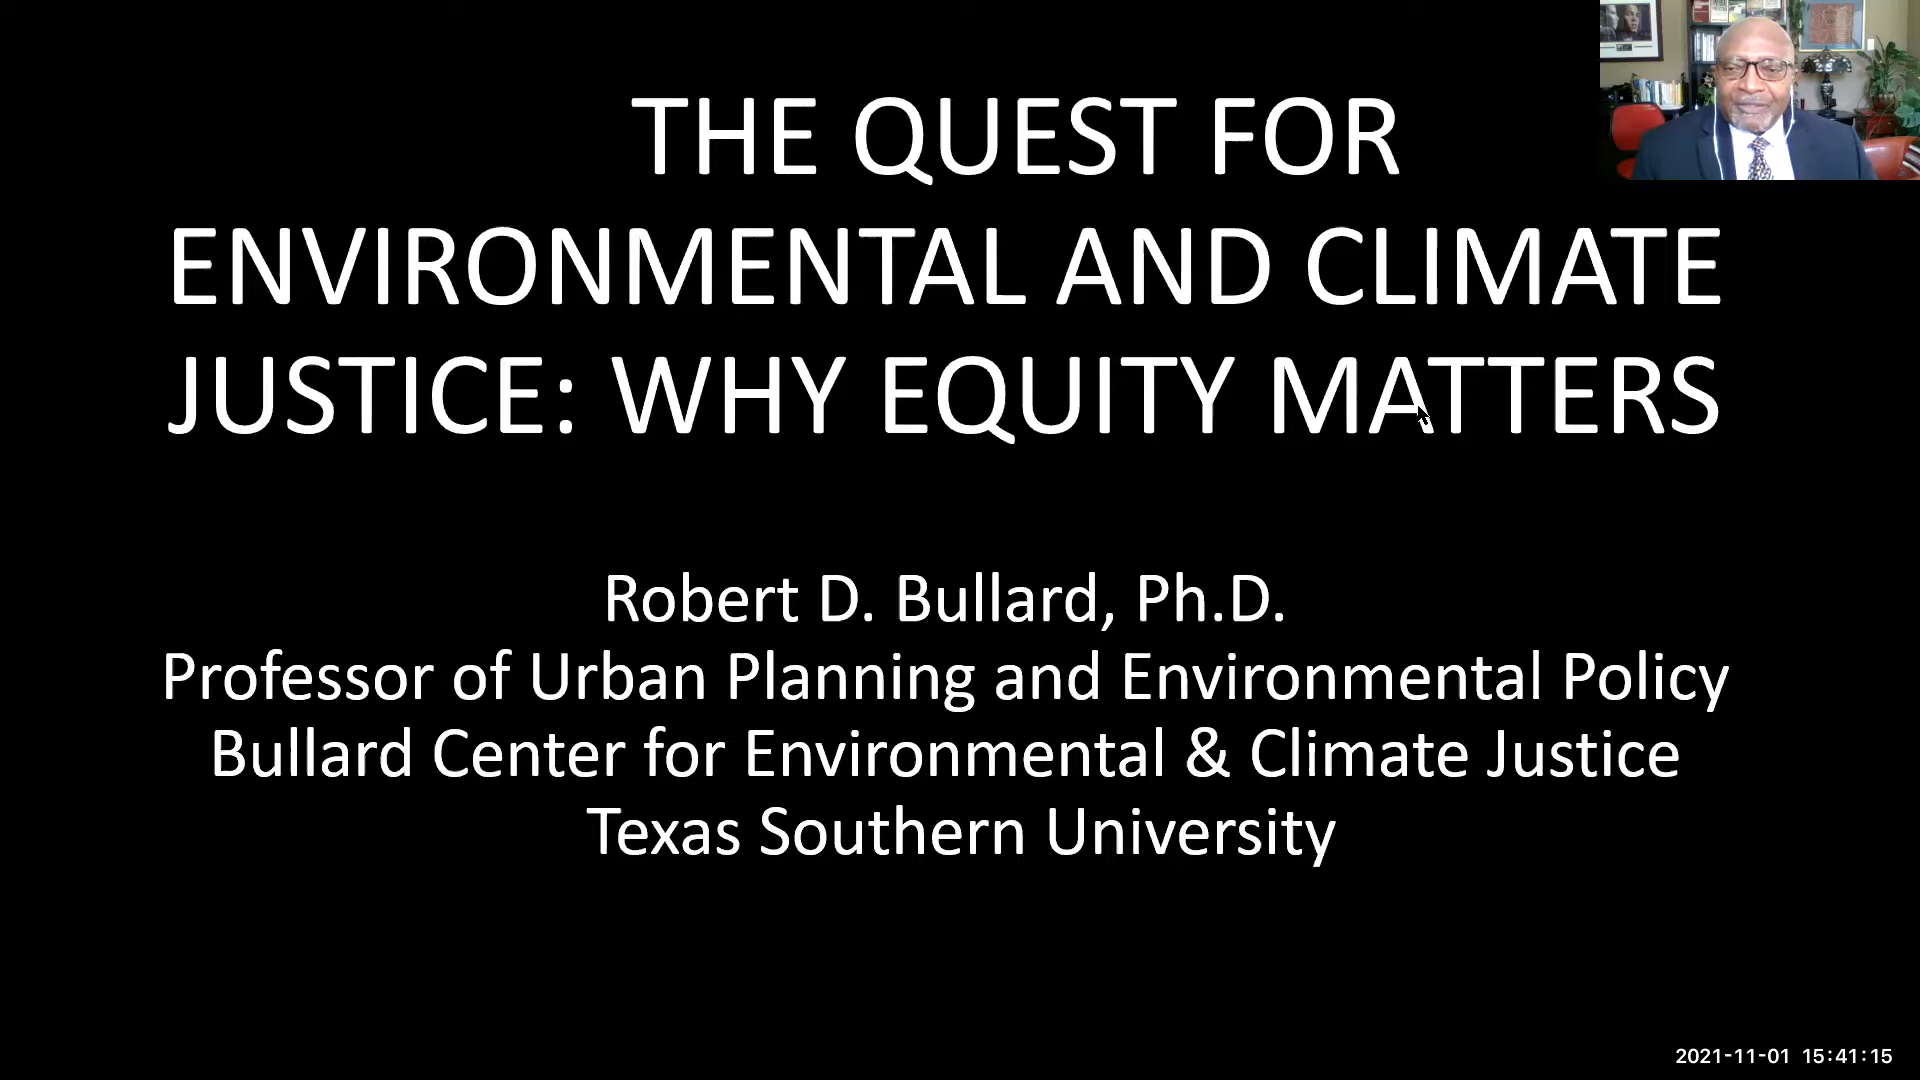 THE QUEST FOR
ENVIRONMENTAL AND CLIMATE
JUSTICE: WHY EQUITY MATTERS
Robert D. Bullard, Ph.D.
Professor of Urban Planning and Environmental Policy
Bullard Center for Environmental & Climate Justice
Texas Southern University
2021-11-01 15:41:15